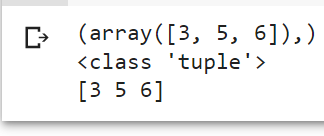 (array([3, 5, 6]),)
<class 'tuple'>
[3 5 6]